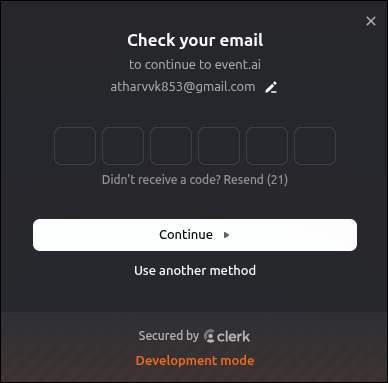 Check your email
to continue to event.ai
atharvvk853@gmail.com
Didn't receive a code? Resend (21)
Continue
Use another method
Secured by clerk
Development mode